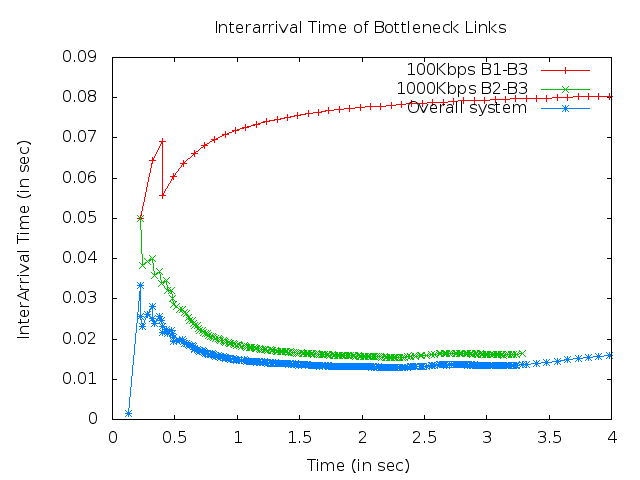 Interarrival Time of Bottleneck Links
0.09
0.08
0.07
0.06
0.05
0.04
0.03
0.02
0.01
0
InterArrival Time (in sec)
100Kbps B1-B3
1000Kbps B2-B3
Overall system
0 0.5 1 1.5 2 2.5 3 3.5 4
Time (in sec)